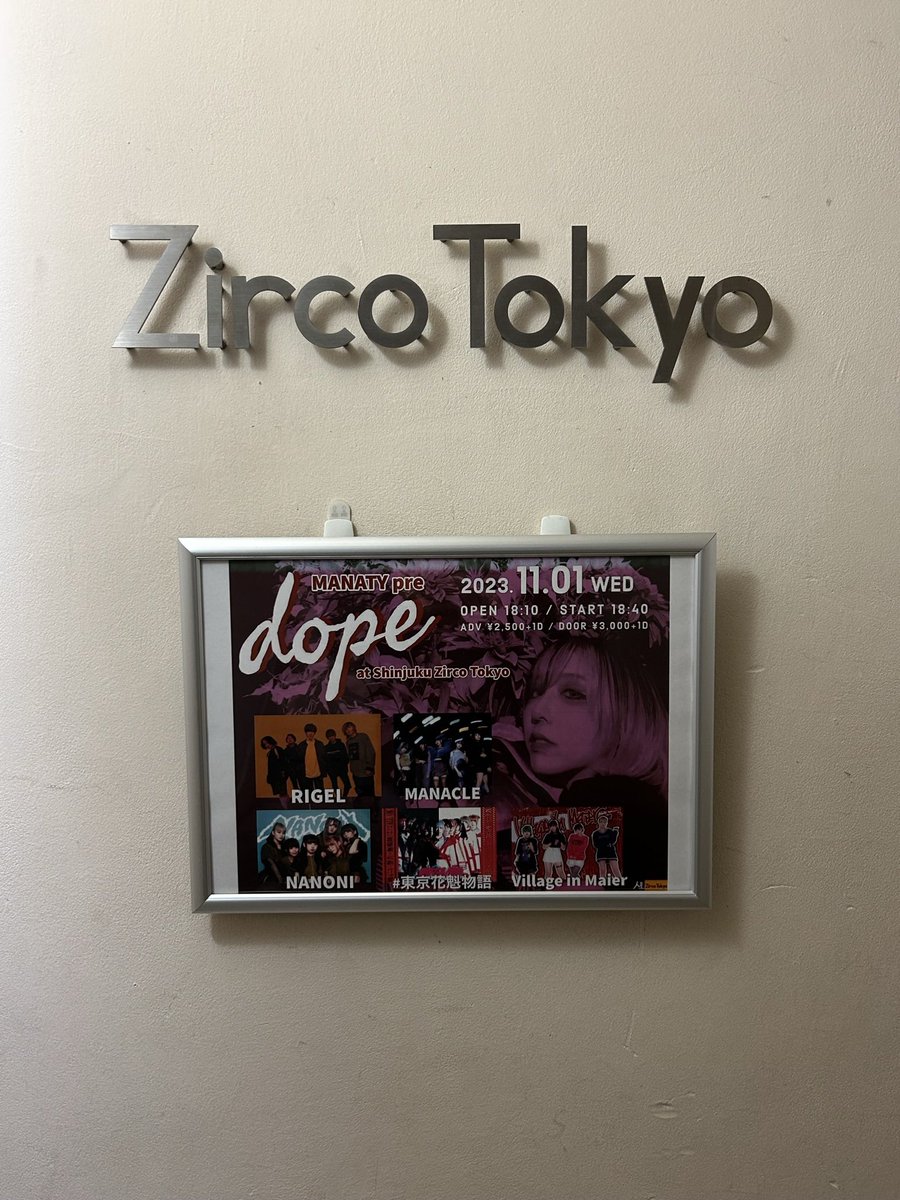 Zirco Tokyo
MANATY pre
dope
at Shinjuku Zirco Tokyo
2023.11.01 WED
OPEN 18:10 / START 18:40
ADV ¥2,500+1D / DOOR ¥3,000+1D
RIGEL
MANACLE
NANONI
#東京花魁物語
Village in Maier
Zirco Tokyo